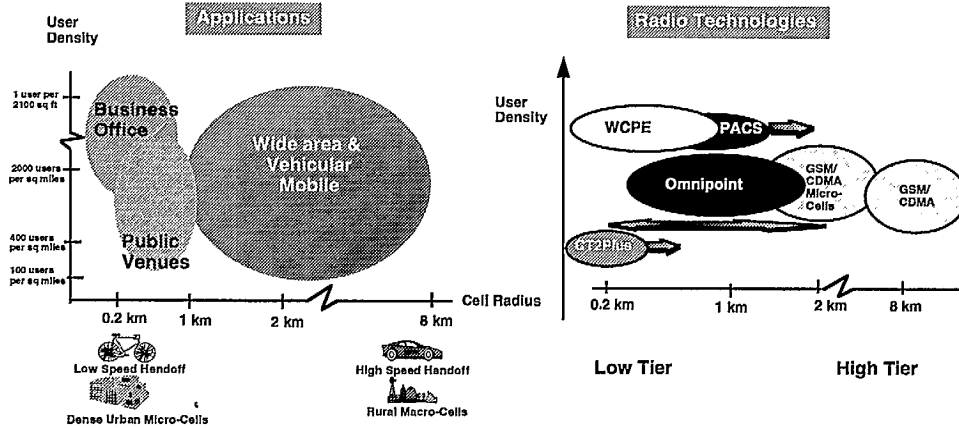 User
Density
Applications
1 user per
2100 sq ft
2000 users
per sq miles
400 users
per sq miles
100 users
per sq miles
Business
Office
Public
Venues
Wide area &
Vehicular
Mobile
0.2 km
1 km
2 km
8 km
Cell Radius
Low Speed Handoff
Dense Urban Micro-Cells
High Speed Handoff
Rural Macro-Cells
Radio Technologies
User
Density
WCPE
PACS
Omnipoint
GSM/
CDMA
Micro-
Cells
GSM/
CDMA
CT2Plus
0.2 km
1 km
2 km
8 km
Low Tier
High Tier